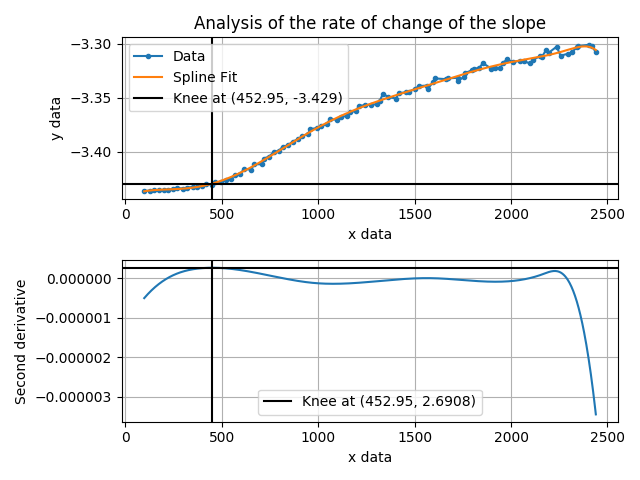 Analysis of the rate of change of the slope
−3.30
−3.35
−3.40
y data
Data
Spline Fit
Knee at (452.95, -3.429)
0
500
1000
1500
2000
2500
x data
0.000000
−0.000001
−0.000002
−0.000003
Second derivative
Knee at (452.95, 2.6908)
0
500
1000
1500
2000
2500
x data